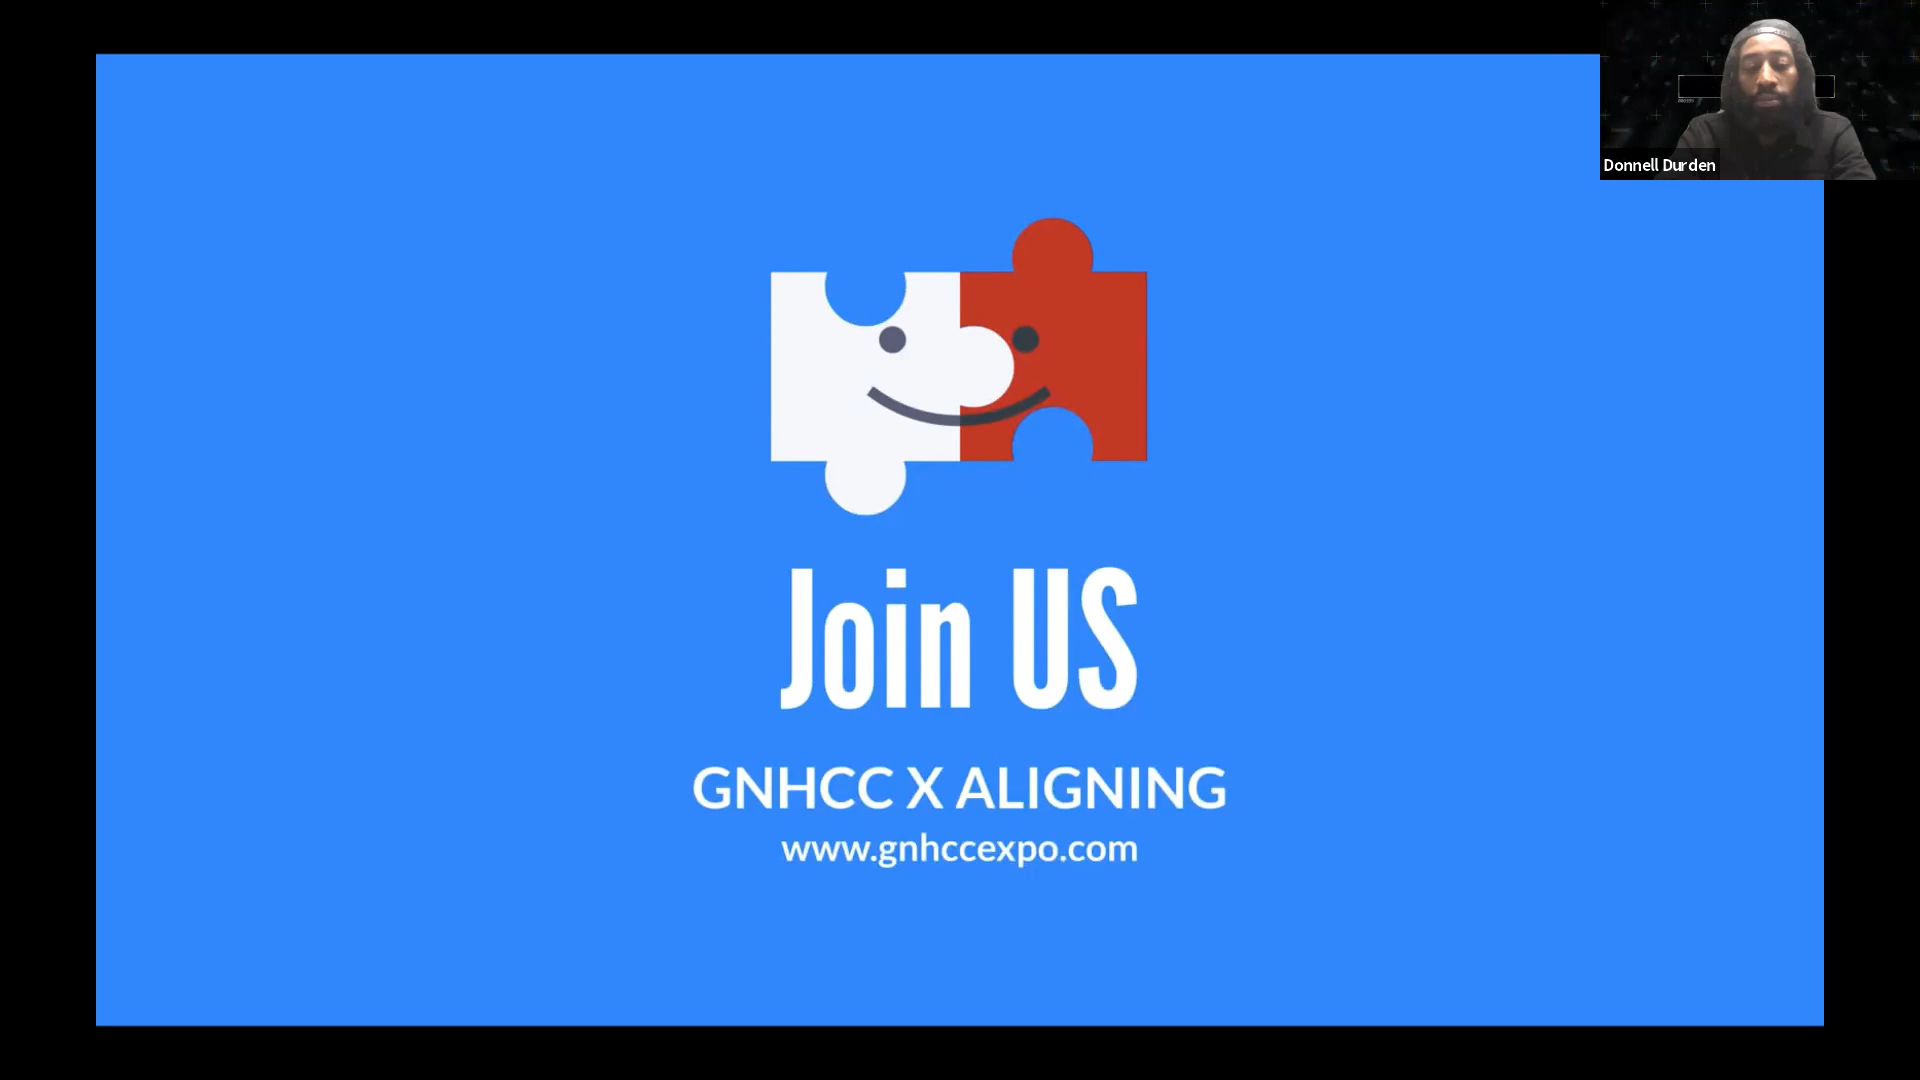 Donnell Durden
Join US
GNHCC X ALIGNING
www.gnhccexpo.com